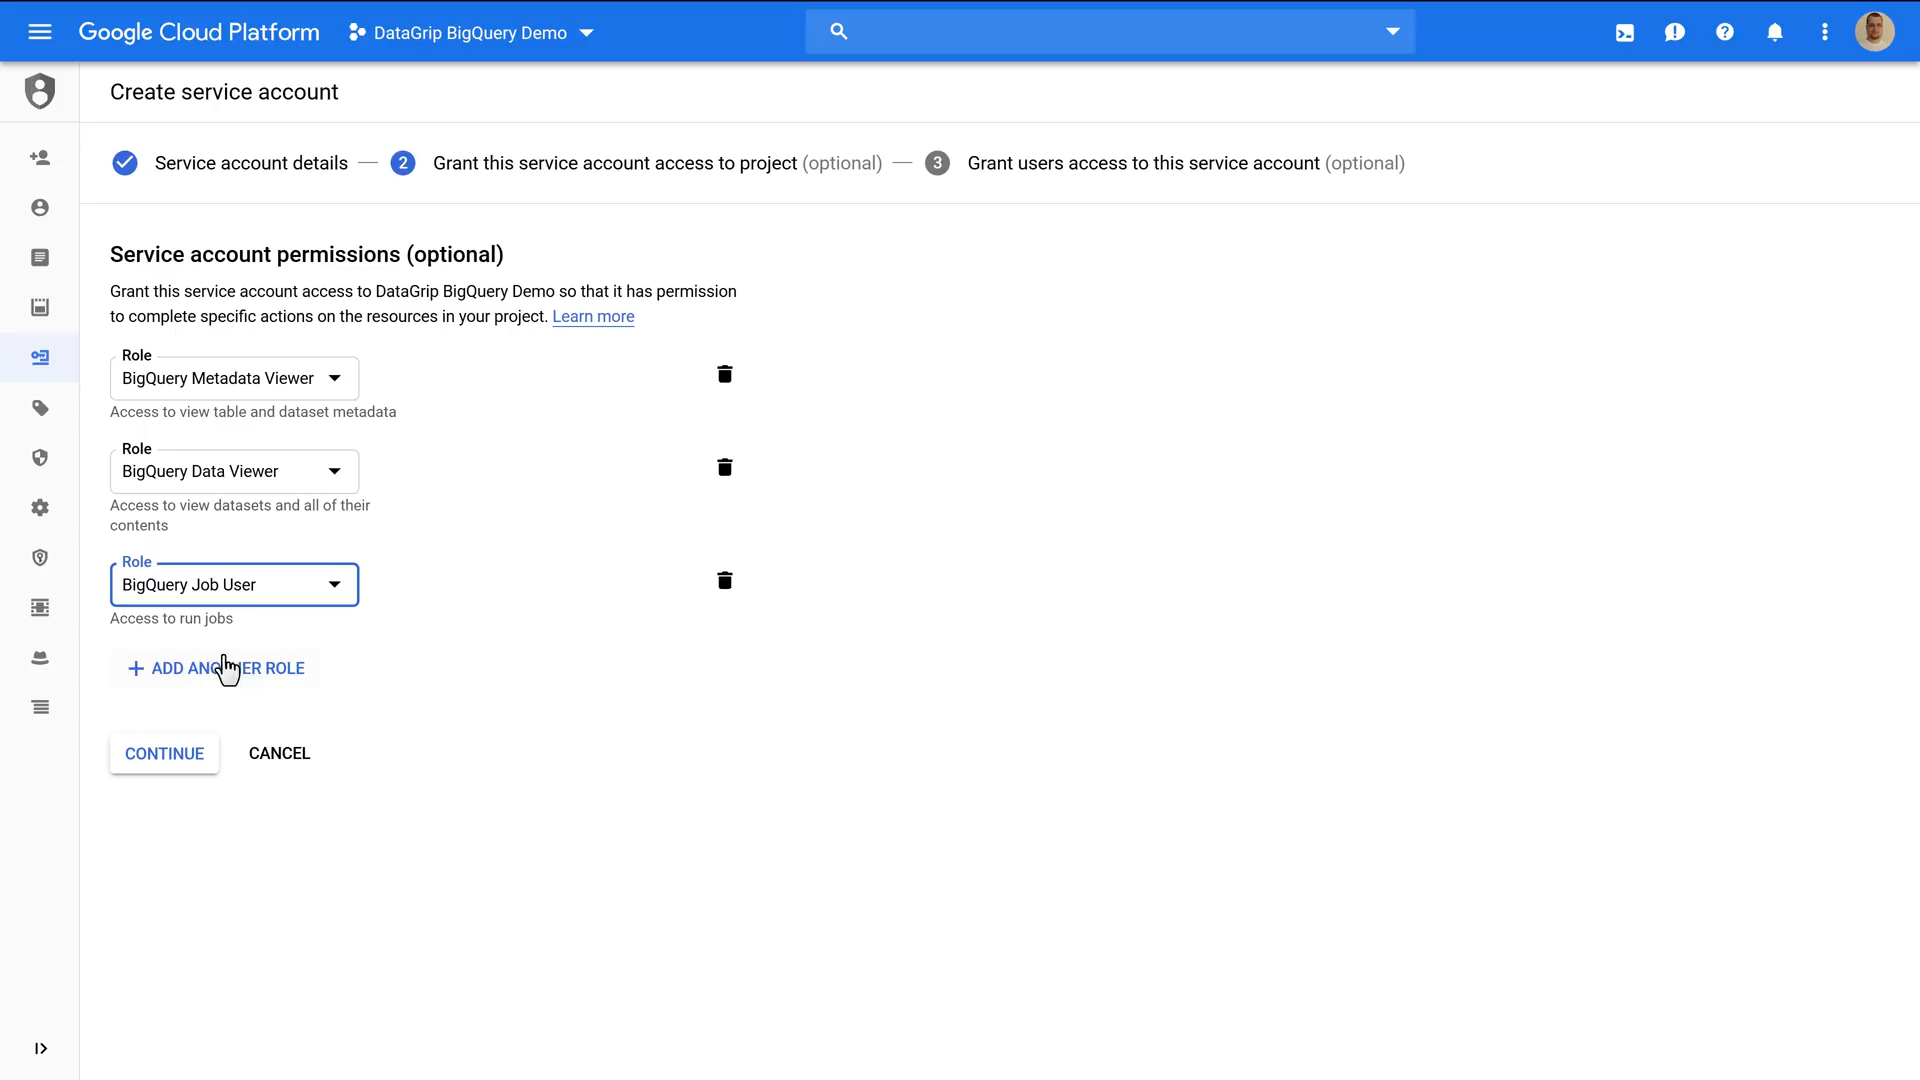 Google Cloud Platform
DataGrip BigQuery Demo
Create service account
Service account details
2
Grant this service account access to project (optional)
3
Grant users access to this service account (optional)
Service account permissions (optional)
Grant this service account access to DataGrip BigQuery Demo so that it has permission
to complete specific actions on the resources in your project. Learn more
Role
BigQuery Metadata Viewer
Access to view table and dataset metadata
Role
BigQuery Data Viewer
Access to view datasets and all of their
contents
Role
BigQuery Job User
Access to run jobs
ADD ANOTHER ROLE
CONTINUE
CANCEL